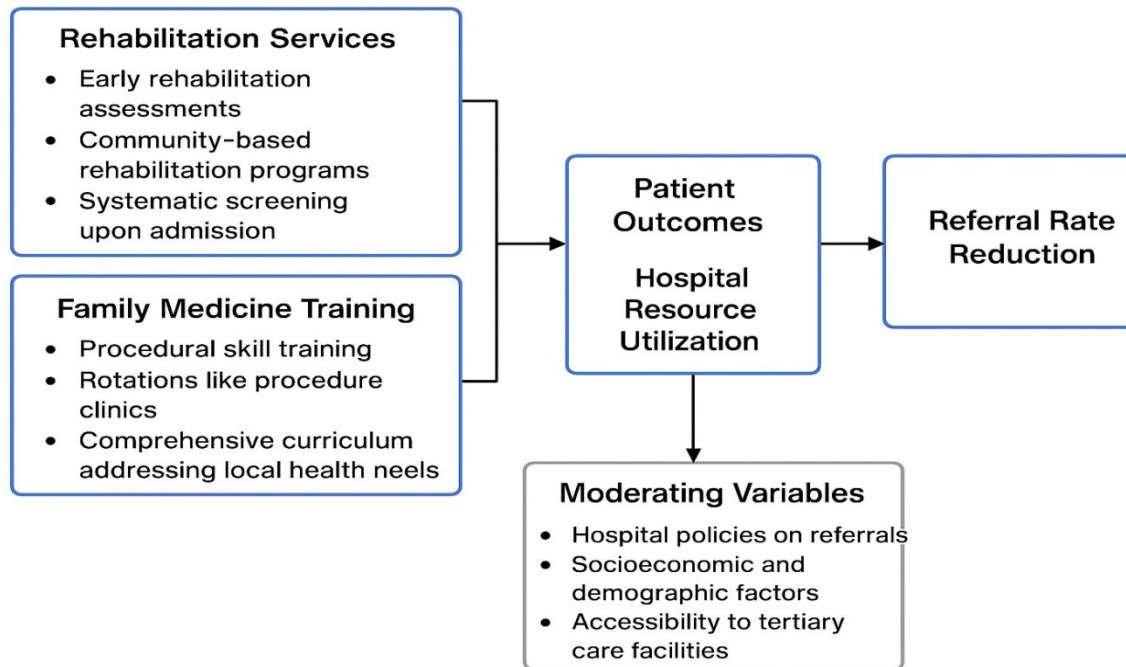 Rehabilitation Services
• Early rehabilitation
assessments
• Community-based
rehabilitation programs
• Systematic screening
upon admission
Family Medicine Training
• Procedural skill training
• Rotations like procedure
clinics
• Comprehensive curriculum
addressing local health neels
Patient
Outcomes
Hospital
Resource
Utilization
Referral Rate
Reduction
Moderating Variables
• Hospital policies on referrals
• Socioeconomic and
demographic factors
• Accessibility to tertiary
care facilities